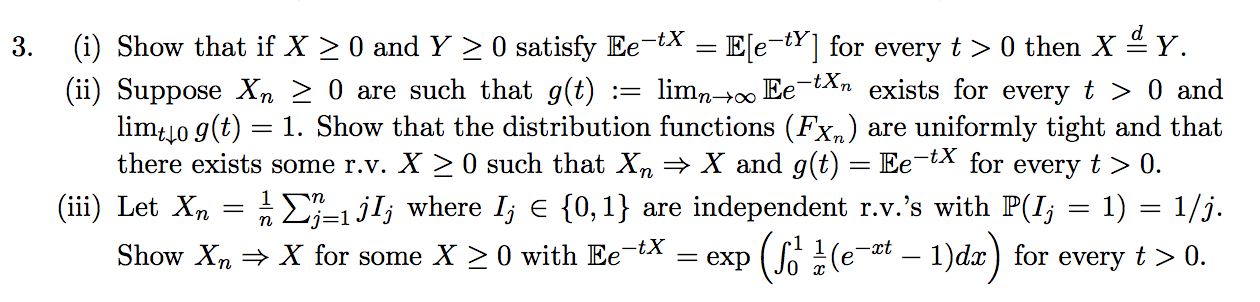 3. (i) Show that if X ≥ 0 and Y ≥ 0 satisfy 𝔼e^{−tX} = 𝔼[e^{−tY}] for every t > 0 then X \stackrel{d}{=} Y.
(ii) Suppose X_n ≥ 0 are such that g(t) := lim_{n→∞} 𝔼e^{−tX_n} exists for every t > 0 and
lim_{t↓0} g(t) = 1. Show that the distribution functions (F_{X_n}) are uniformly tight and that
there exists some r.v. X ≥ 0 such that X_n ⇒ X and g(t) = 𝔼e^{−tX} for every t > 0.
(iii) Let X_n = \frac{1}{n} ∑_{j=1}^{n} jI_j where I_j ∈ {0, 1} are independent r.v.'s with ℙ(I_j = 1) = 1/j.
Show X_n ⇒ X for some X ≥ 0 with 𝔼e^{−tX} = exp(∫_0^1 \frac{1}{x}(e^{−xt} − 1)dx) for every t > 0.